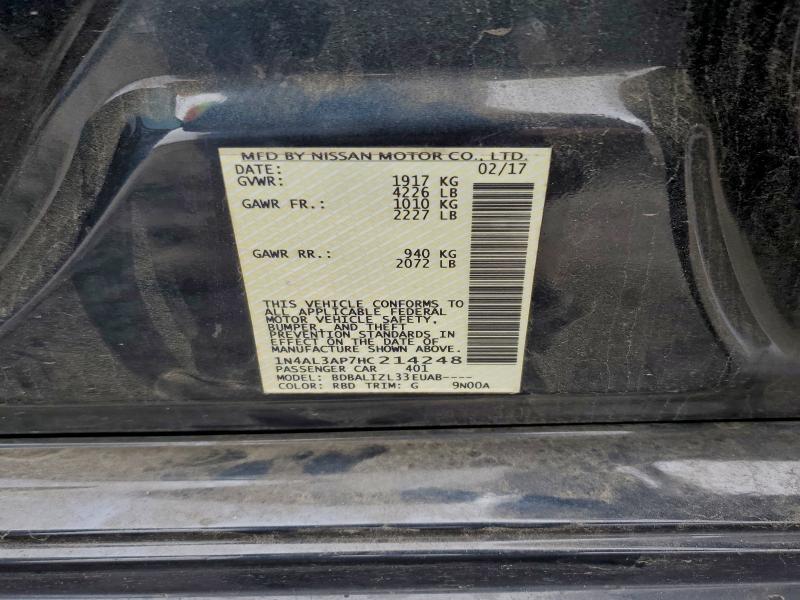 MFD BY NISSAN MOTOR CO., LTD.
DATE: 02/17
GVWR: 1917 KG
4226 LB
GAWR FR.: 1010 KG
2227 LB
GAWR RR.: 940 KG
2072 LB
THIS VEHICLE CONFORMS TO
ALL APPLICABLE FEDERAL
MOTOR VEHICLE SAFETY,
BUMPER, AND THEFT
PREVENTION STANDARDS IN
EFFECT ON THE DATE OF
MANUFACTURE SHOWN ABOVE.
1N4AL3AP7HC214248
PASSENGER CAR 401
MODEL: BDBALIZL33EUAB----
COLOR: RBD TRIM: G 9N00A